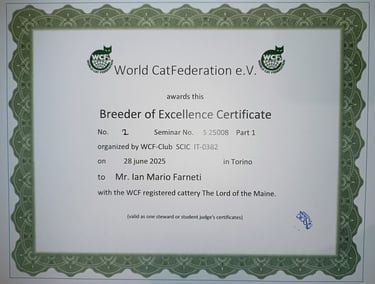 WCF
WCF
World CatFederation e.V.
awards this
Breeder of Excellence Certificate
No. 2 Seminar No. S 25008 Part 1
organized by WCF-Club SCIC IT-0382
on 28 june 2025 in Torino
to Mr. Ian Mario Farneti
with the WCF registered cattery The Lord of the Maine.
(valid as one steward or student judge's certificates)